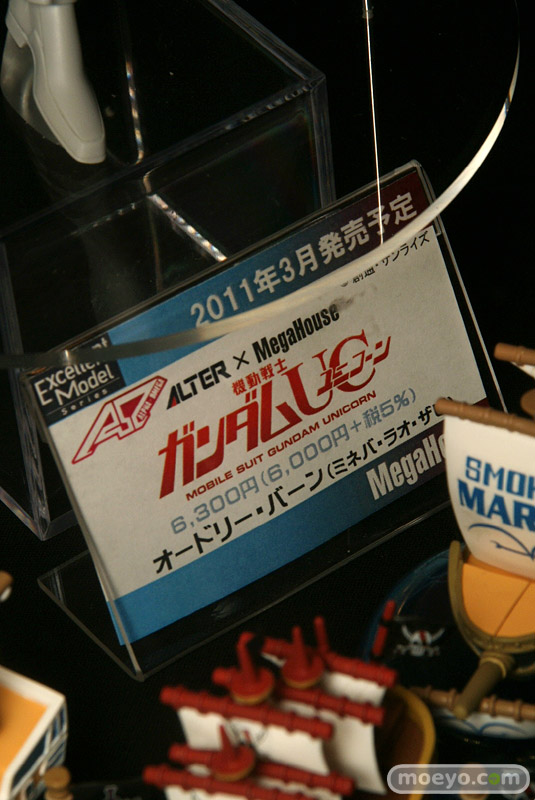 2011年3月発売予定
創通・サンライズ
Excellent
Model
Series
ALTER × MegaHouse
機動戦士
ガンダムUC
ユニコーン
MOBILE SUIT GUNDAM UNICORN
6,300円(6,000円+税5%)
オードリー・バーン(ミネバ・ラオ・ザビ)
MegaHo
SMOK
MAR
moeyo.com